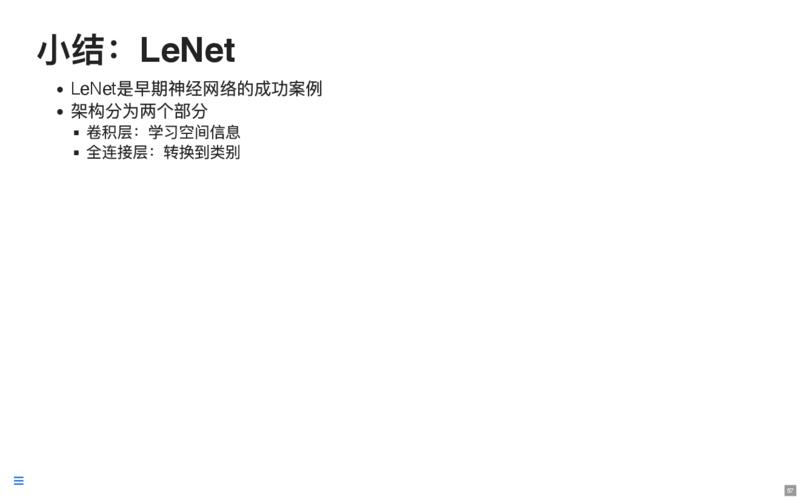 小结：LeNet
• LeNet是早期神经网络的成功案例
• 架构分为两个部分
▪ 卷积层：学习空间信息
▪ 全连接层：转换到类别
57